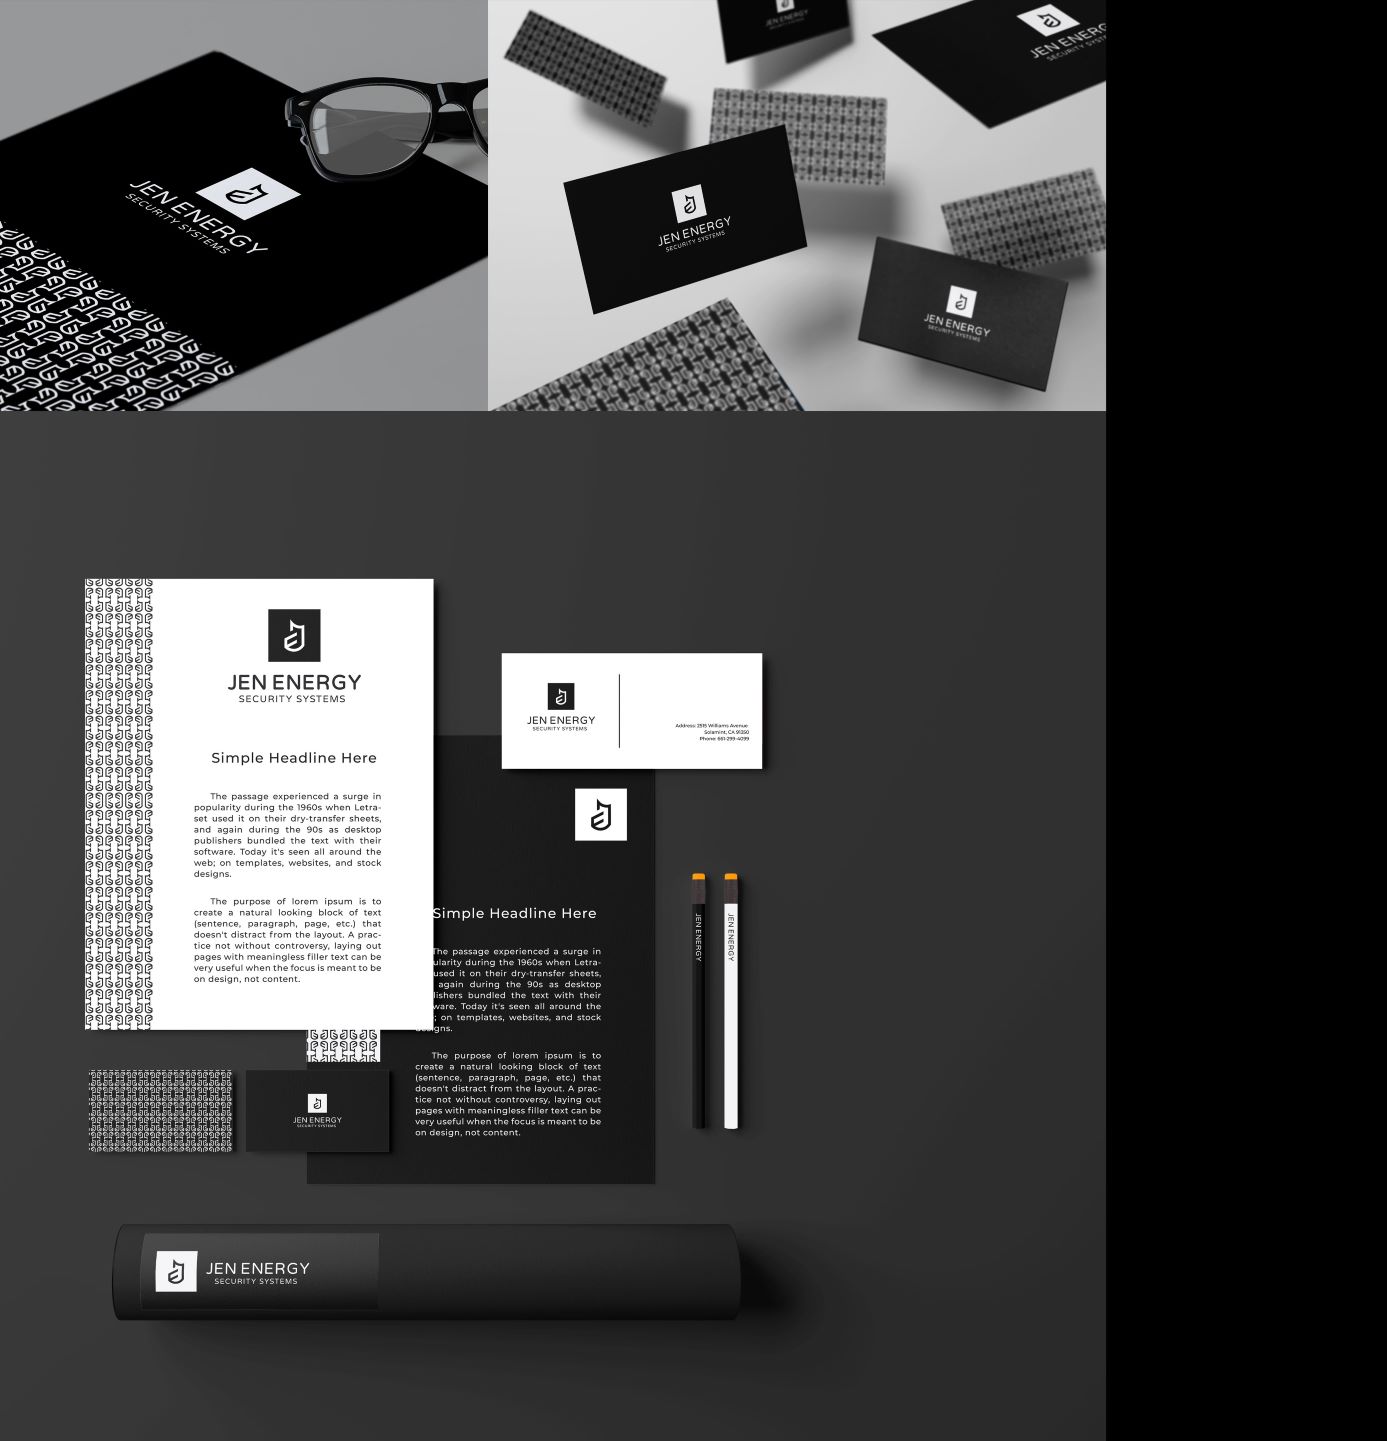 JEN ENERGY
SECURITY SYSTEMS
JEN ENERGY
SECURITY SYSTEMS
JEN ENERGY
JEN ENERGY
SECURITY SYSTEMS
JEN ENERGY
SECURITY SYSTEMS
JEN ENERGY
SECURITY SYSTEMS
Simple Headline Here
The passage experienced a surge in
popularity during the 1960s when Letra-
set used it on their dry-transfer sheets,
and again during the 90s as desktop
publishers bundled the text with their
software. Today it's seen all around the
web; on templates, websites, and stock
designs.
The purpose of lorem ipsum is to
create a natural looking block of text
(sentence, paragraph, page, etc.) that
doesn't distract from the layout. A prac-
tice not without controversy, laying out
pages with meaningless filler text can be
very useful when the focus is meant to be
on design, not content.
JEN ENERGY
SECURITY SYSTEMS
Address: 2515 Williams Avenue
Solamint, CA 91350
Phone: 661-299-4099
Simple Headline Here
The passage experienced a surge in
ularity during the 1960s when Letra-
used it on their dry-transfer sheets,
again during the 90s as desktop
lishers bundled the text with their
ware. Today it's seen all around the
; on templates, websites, and stock
signs.
The purpose of lorem ipsum is to
create a natural looking block of text
(sentence, paragraph, page, etc.) that
doesn't distract from the layout. A prac-
tice not without controversy, laying out
pages with meaningless filler text can be
very useful when the focus is meant to be
on design, not content.
JEN ENERGY
JEN ENERGY
JEN ENERGY
SECURITY SYSTEMS
JEN ENERGY
SECURITY SYSTEMS